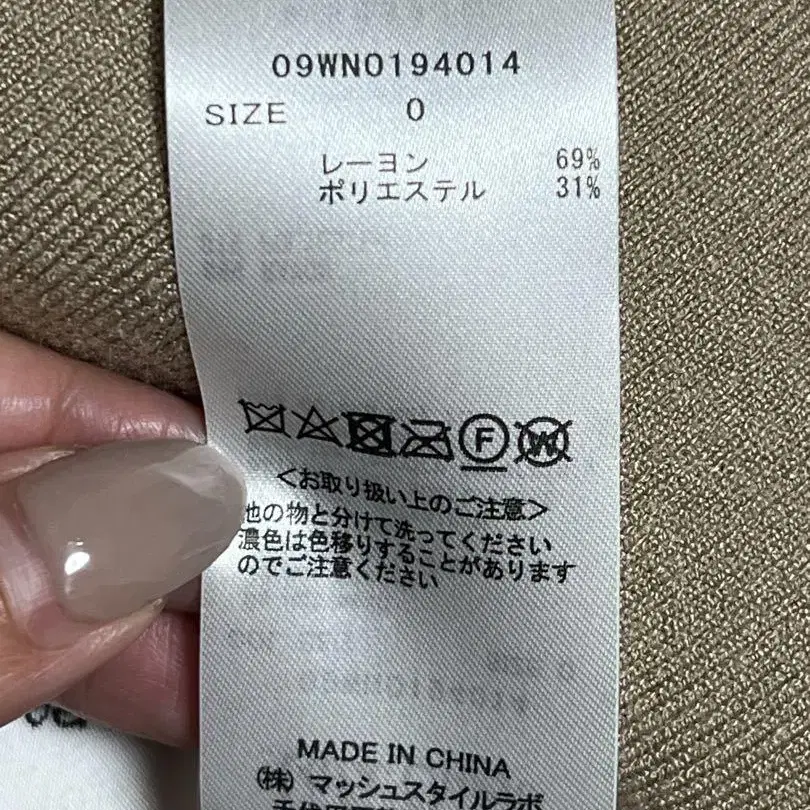 09WN0194014
SIZE 0
レーヨン 69%
ポリエステル 31%
F W
<お取り扱い上のご注意>
他の物と分けて洗ってください
濃色は色移りすることがあります
のでご注意ください
MADE IN CHINA
(株) マッシュスタイルラボ